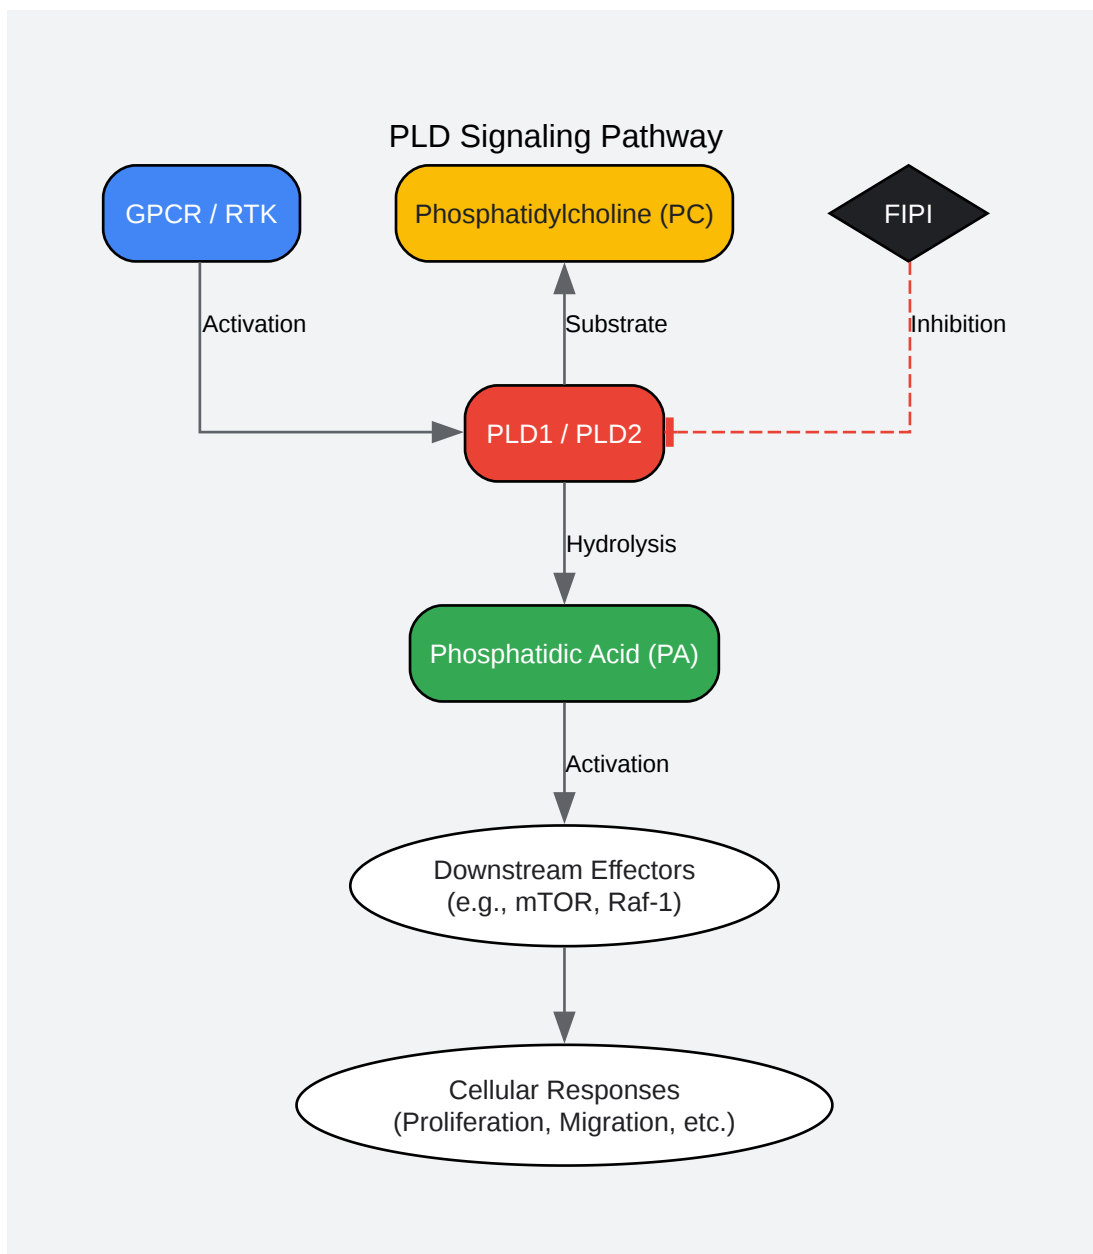 PLD Signaling Pathway
GPCR / RTK
Phosphatidylcholine (PC)
FIPI
Activation
Substrate
Inhibition
PLD1 / PLD2
Hydrolysis
Phosphatidic Acid (PA)
Activation
Downstream Effectors
(e.g., mTOR, Raf-1)
Cellular Responses
(Proliferation, Migration, etc.)